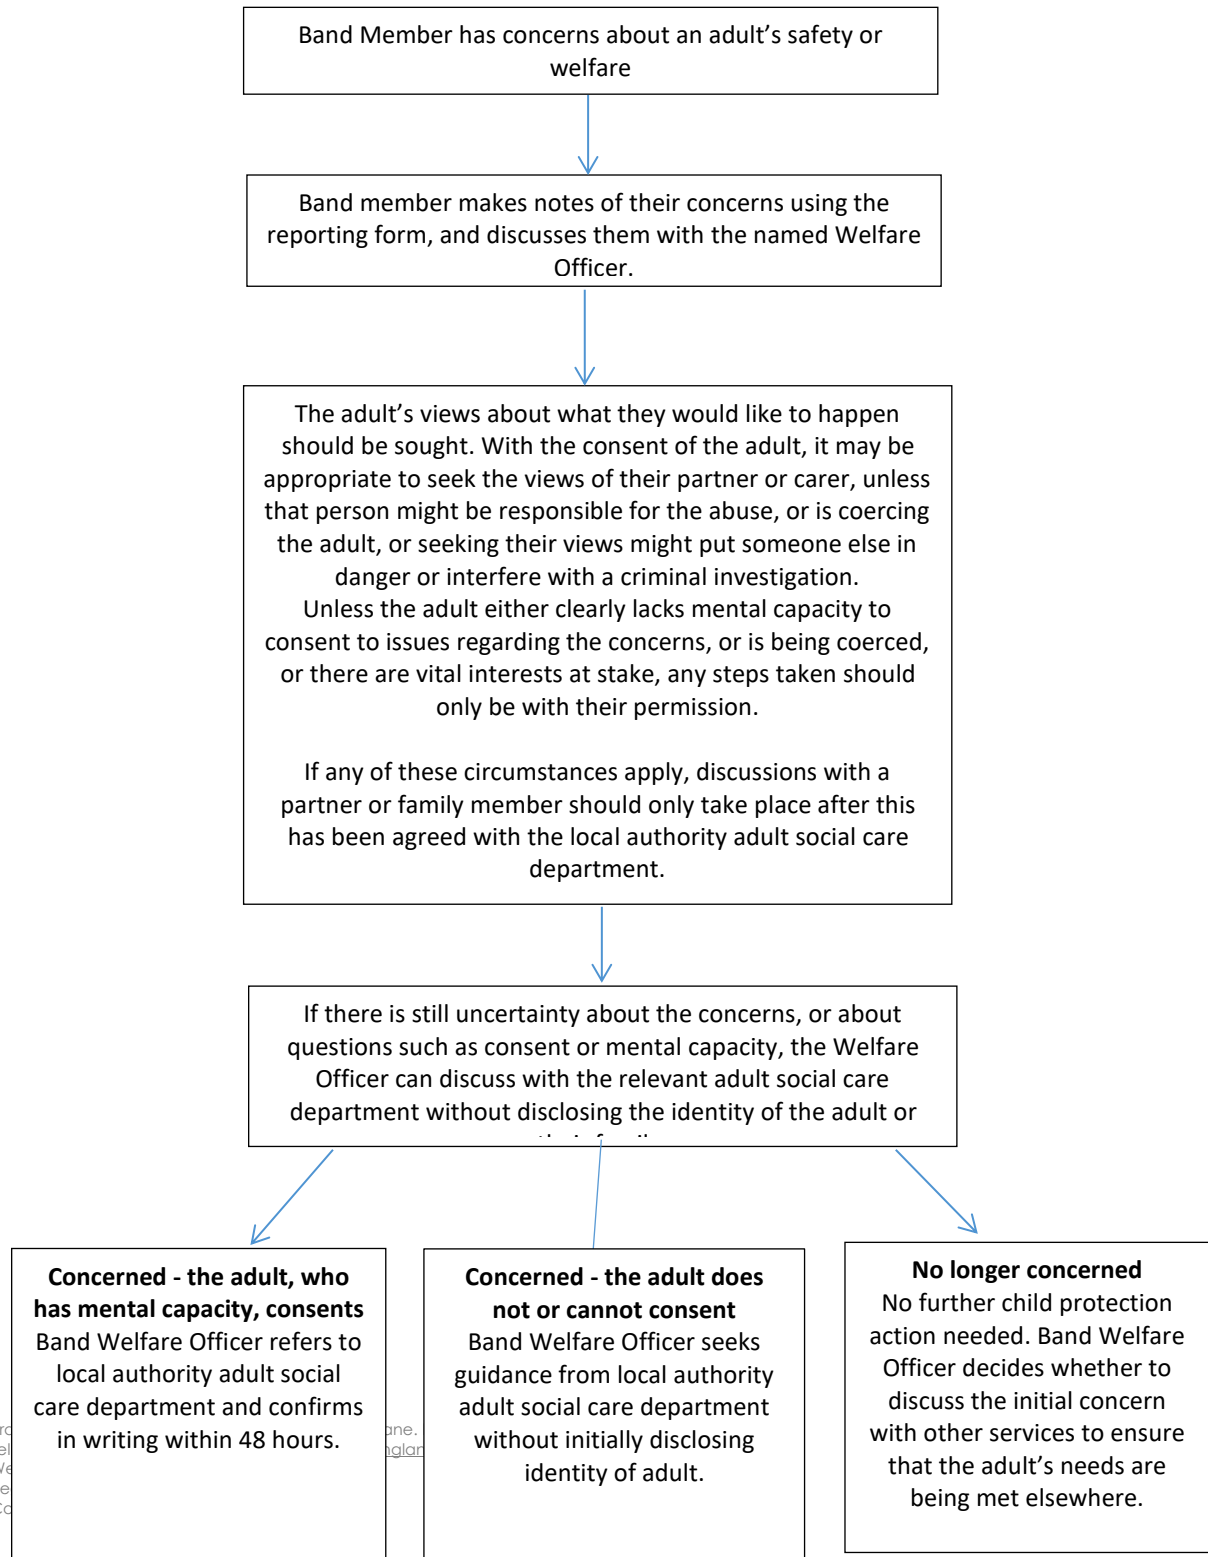 Band Member has concerns about an adult’s safety or
welfare
Band member makes notes of their concerns using the
reporting form, and discusses them with the named Welfare
Officer.
The adult’s views about what they would like to happen
should be sought. With the consent of the adult, it may be
appropriate to seek the views of their partner or carer, unless
that person might be responsible for the abuse, or is coercing
the adult, or seeking their views might put someone else in
danger or interfere with a criminal investigation.
Unless the adult either clearly lacks mental capacity to
consent to issues regarding the concerns, or is being coerced,
or there are vital interests at stake, any steps taken should
only be with their permission.
If any of these circumstances apply, discussions with a
partner or family member should only take place after this
has been agreed with the local authority adult social care
department.
If there is still uncertainty about the concerns, or about
questions such as consent or mental capacity, the Welfare
Officer can discuss with the relevant adult social care
department without disclosing the identity of the adult or
Concerned - the adult, who
has mental capacity, consents
Band Welfare Officer refers to
local authority adult social
care department and confirms
in writing within 48 hours.
Concerned - the adult does
not or cannot consent
Band Welfare Officer seeks
guidance from local authority
adult social care department
without initially disclosing
identity of adult.
No longer concerned
No further child protection
action needed. Band Welfare
Officer decides whether to
discuss the initial concern
with other services to ensure
that the adult’s needs are
being met elsewhere.